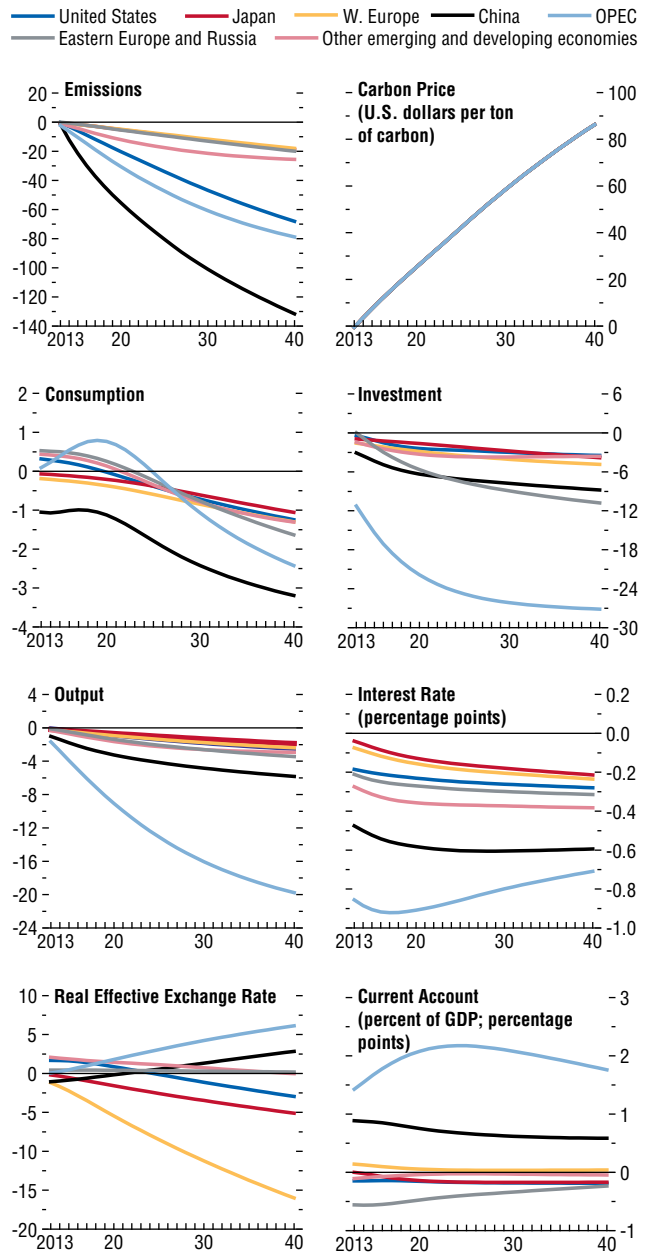 United States Japan W. Europe China OPEC
Eastern Europe and Russia Other emerging and developing economies
Emissions
20
0
-20
-40
-60
-80
-100
-120
-140
2013 20 30 40
Carbon Price
(U.S. dollars per ton
of carbon)
100
80
60
40
20
0
2013 20 30 40
Consumption
2
1
0
-1
-2
-3
-4
2013 20 30 40
Investment
6
0
-6
-12
-18
-24
-30
2013 20 30 40
Output
4
0
-4
-8
-12
-16
-20
-24
2013 20 30 40
Interest Rate
(percentage points)
0.2
0.0
-0.2
-0.4
-0.6
-0.8
-1.0
2013 20 30 40
Real Effective Exchange Rate
10
5
0
-5
-10
-15
-20
2013 20 30 40
Current Account
(percent of GDP; percentage
points)
3
2
1
0
-1
2013 20 30 40